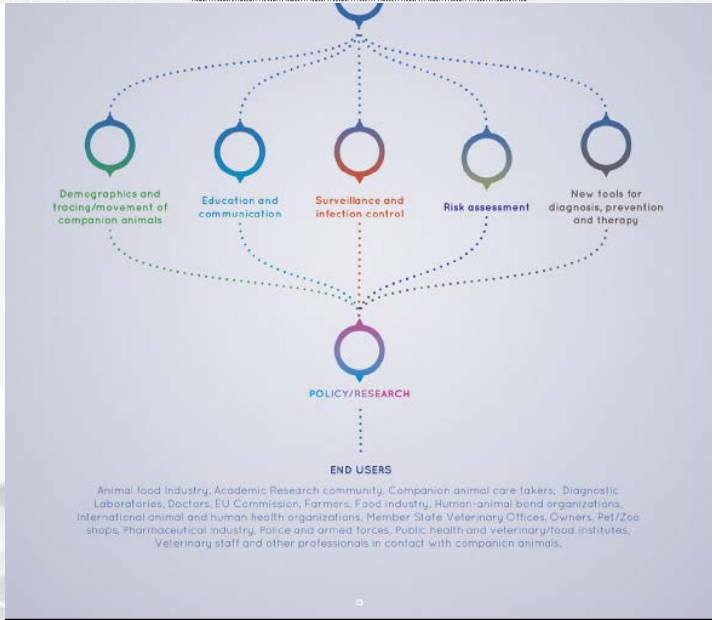 Demographics and
tracing/movement of
companion animals
Education and
communication
Surveillance and
infection control
Risk assessment
New tools for
diagnosis, prevention
and therapy
POLICY/RESEARCH
END USERS
Animal food Industry, Academic Research community, Companion animal care takers, Diagnostic
Laboratories, Doctors, EU Commission, Farmers, Food industry, Human-animal bond organizations,
International animal and human health organizations, Member State Veterinary Offices, Owners, Pet/Zoo
shops, Pharmaceutical Industry, Police and armed forces, Public health and veterinary/food institutes,
Veterinary staff and other professionals in contact with companion animals.
13